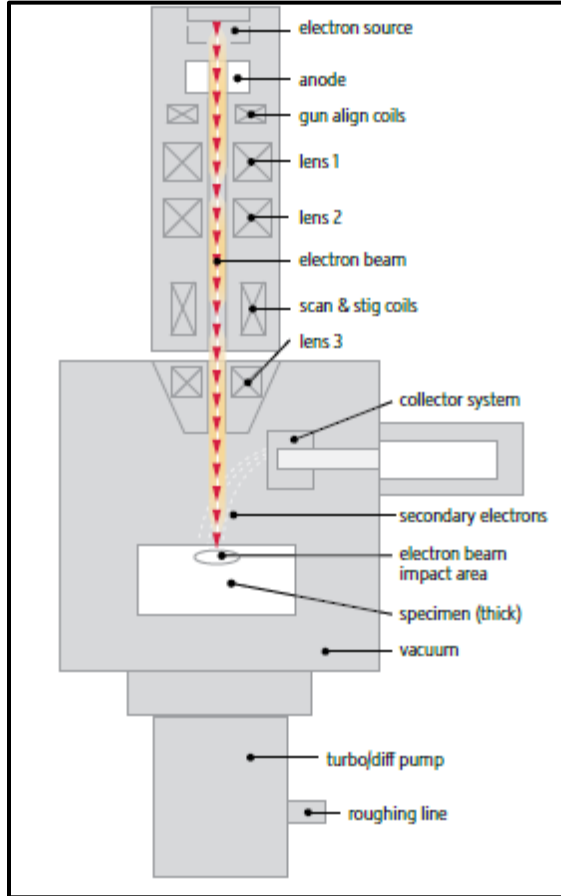 electron source
anode
gun align coils
lens 1
lens 2
electron beam
scan & stig coils
lens 3
collector system
secondary electrons
electron beam
impact area
specimen (thick)
vacuum
turbo/diff pump
roughing line